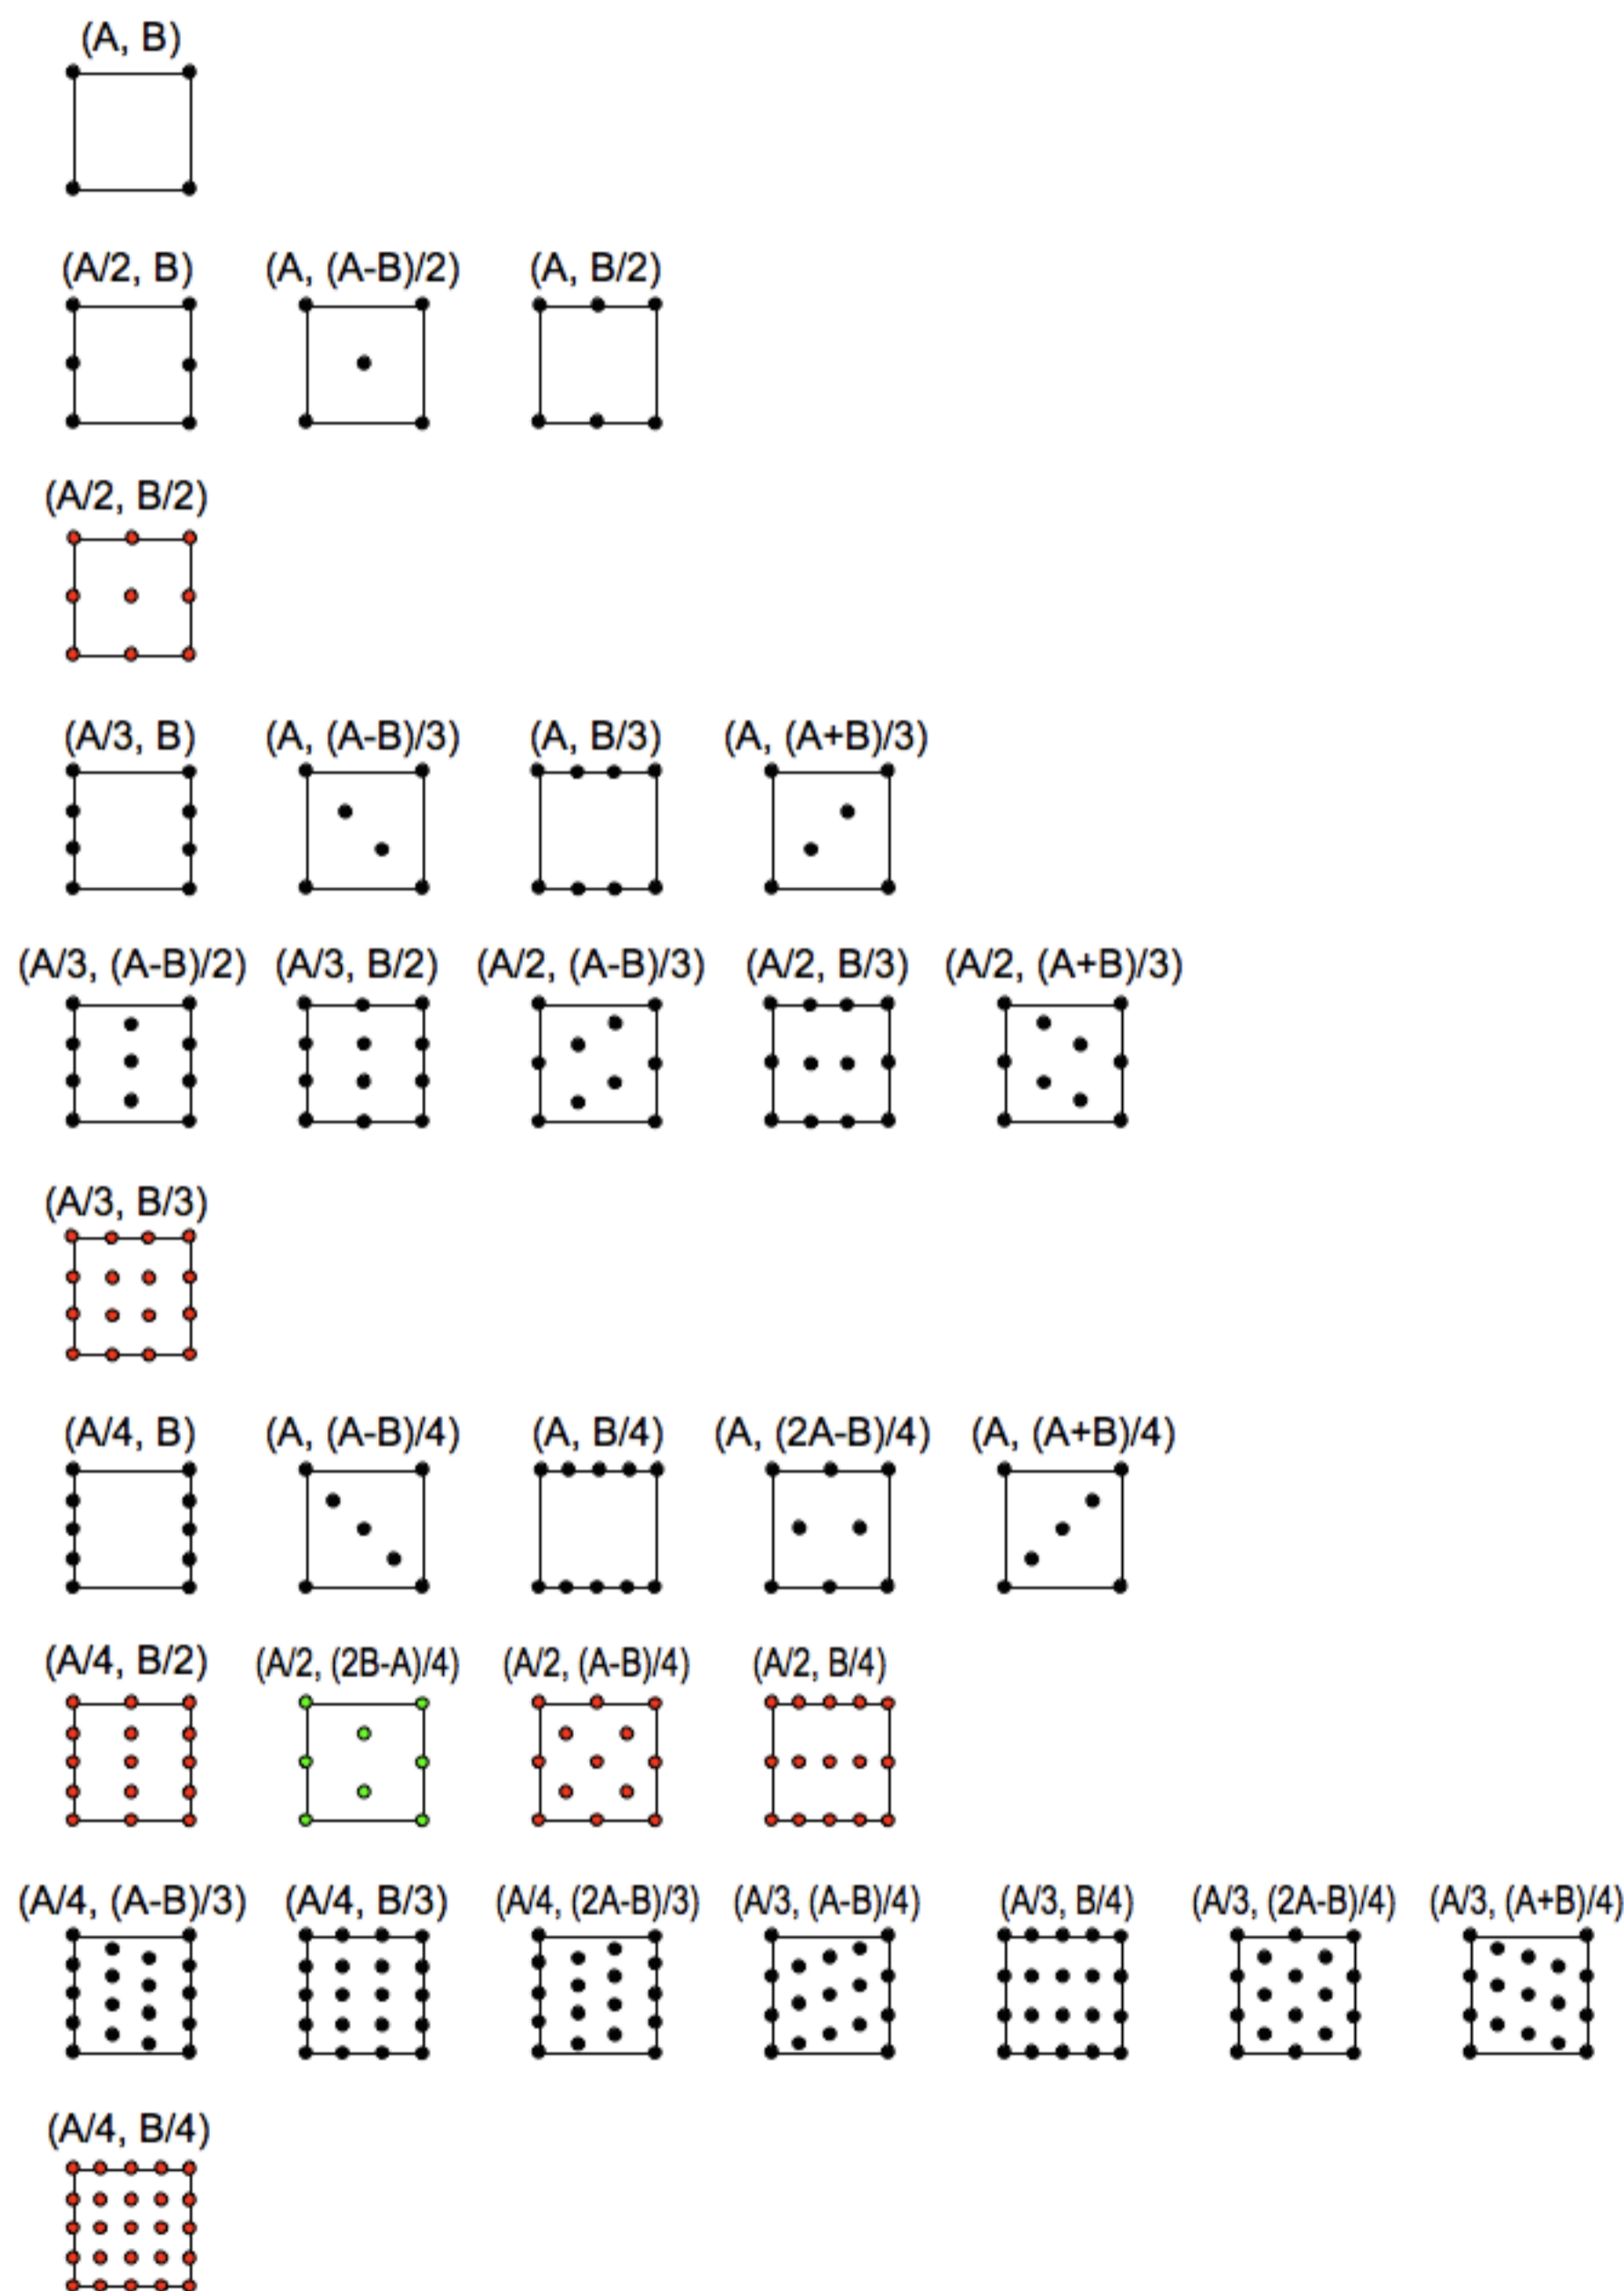 (A, B)
(A/2, B) (A, (A-B)/2) (A, B/2)
(A/2, B/2)
(A/3, B) (A, (A-B)/3) (A, B/3) (A, (A+B)/3)
(A/3, (A-B)/2) (A/3, B/2) (A/2, (A-B)/3) (A/2, B/3) (A/2, (A+B)/3)
(A/3, B/3)
(A/4, B) (A, (A-B)/4) (A, B/4) (A, (2A-B)/4) (A, (A+B)/4)
(A/4, B/2) (A/2, (2B-A)/4) (A/2, (A-B)/4) (A/2, B/4)
(A/4, (A-B)/3) (A/4, B/3) (A/4, (2A-B)/3) (A/3, (A-B)/4) (A/3, B/4) (A/3, (2A-B)/4) (A/3, (A+B)/4)
(A/4, B/4)